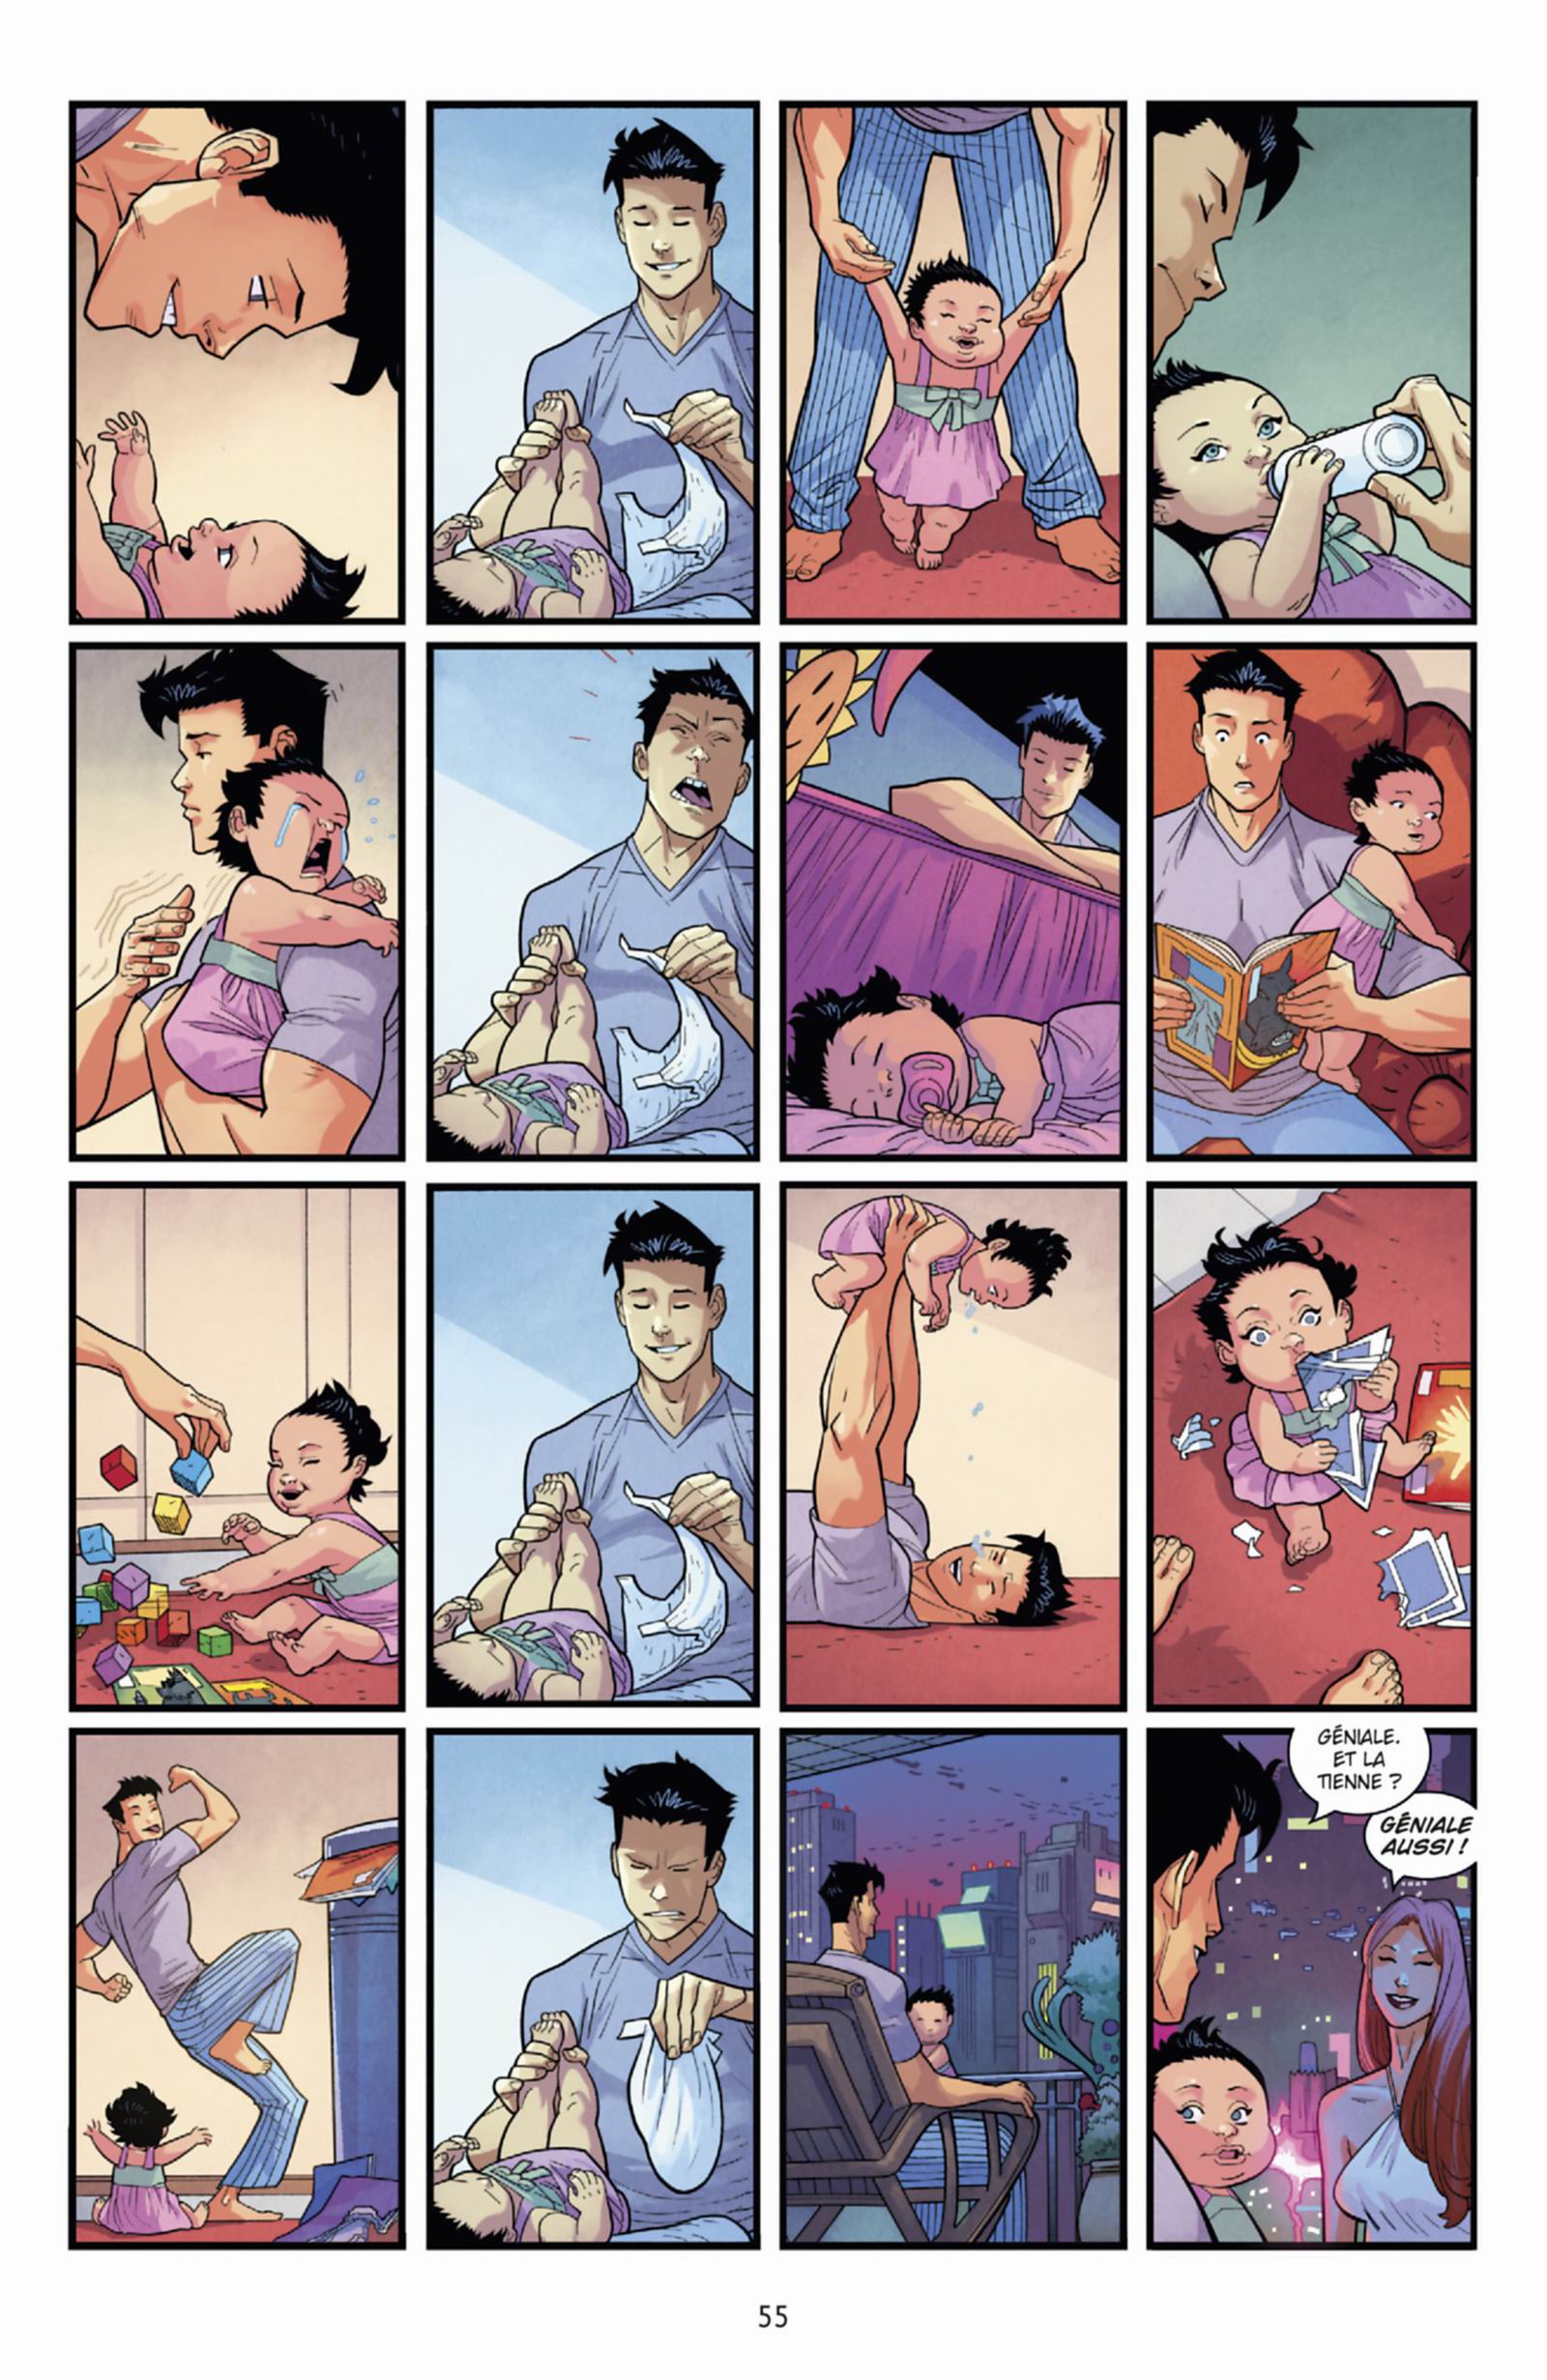 GÉNIALE.
ET LA
TIENNE ?
GÉNIALE
AUSSI !
55